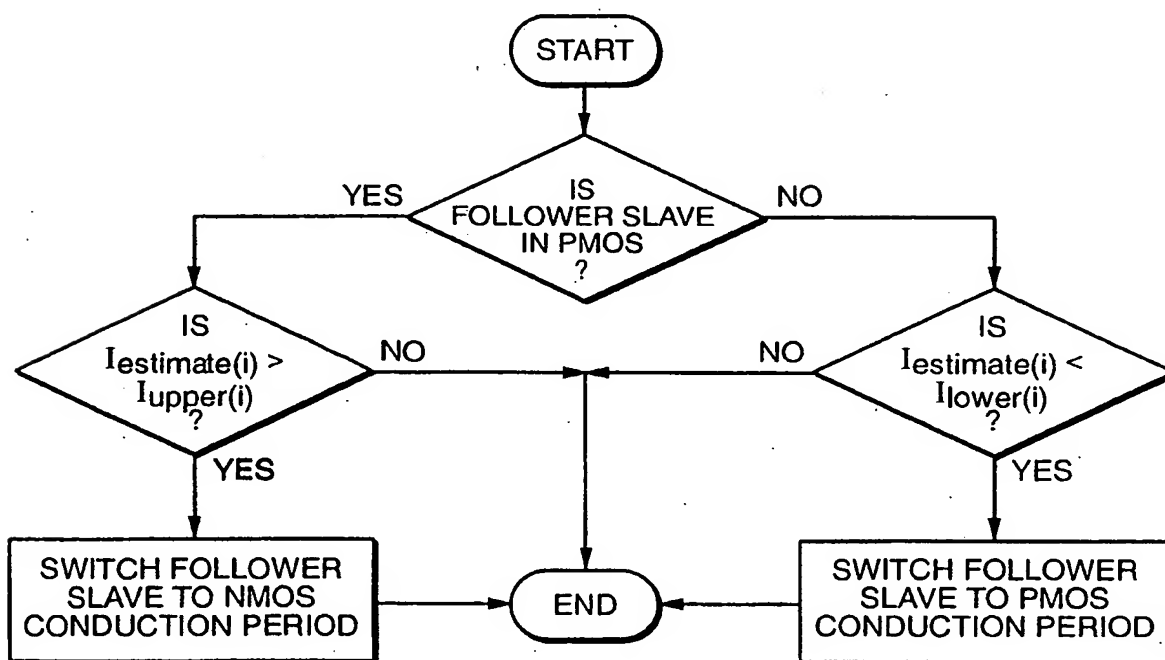 START
IS
FOLLOWER SLAVE
IN PMOS
?
YES
NO
IS
Iestimate(i) >
Iupper(i)
?
NO
YES
IS
Iestimate(i) <
Ilower(i)
?
NO
YES
SWITCH FOLLOWER
SLAVE TO NMOS
CONDUCTION PERIOD
END
SWITCH FOLLOWER
SLAVE TO PMOS
CONDUCTION PERIOD